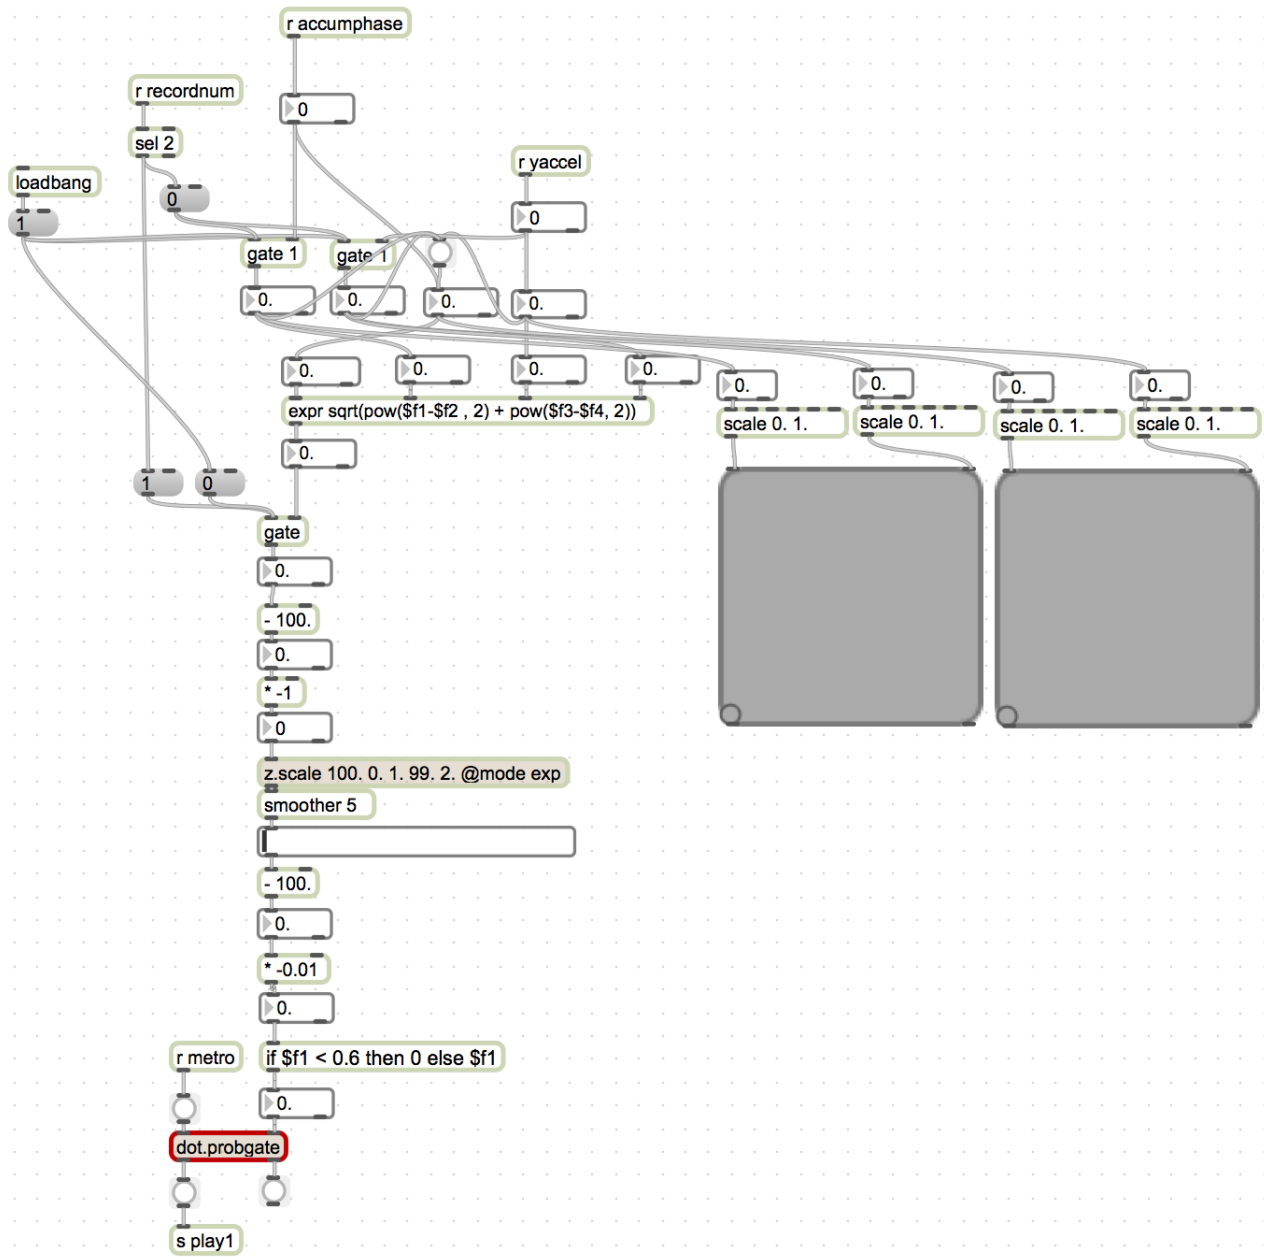 r accumphase
r recordnum
0
sel 2
r yaccel
loadbang
0
0
1
gate 1
gate 1
0.
0.
0.
0.
0.
0.
0.
0.
0.
0.
0.
0.
expr sqrt(pow($f1-$f2 , 2) + pow($f3-$f4, 2))
scale 0. 1.
scale 0. 1.
scale 0. 1.
scale 0. 1.
0.
1
0
gate
0.
- 100.
0.
* -1
0
z.scale 100. 0. 1. 99. 2. @mode exp
smoother 5
- 100.
0.
* -0.01
0.
r metro
if $f1 < 0.6 then 0 else $f1
0.
dot.probgate
s play1